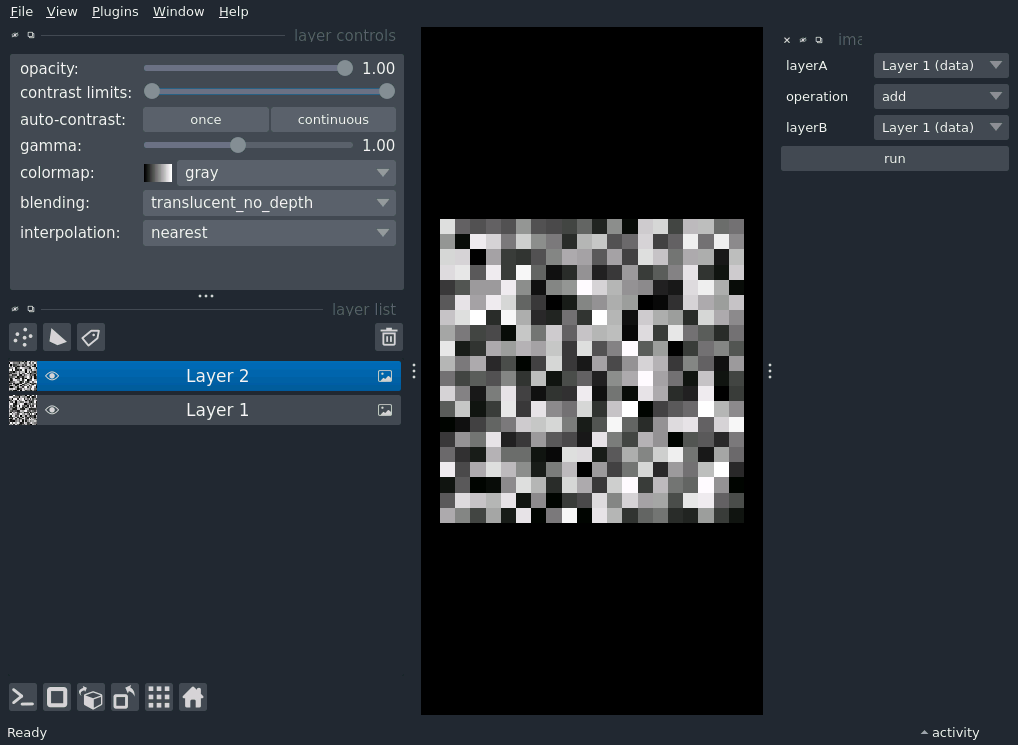 File View Plugins Window Help
layer controls
opacity: 1.00
contrast limits:
auto-contrast: once continuous
gamma: 1.00
colormap: gray
blending: translucent_no_depth
interpolation: nearest
layer list
Layer 2
Layer 1
layerA Layer 1 (data)
operation add
layerB Layer 1 (data)
run
Ready
activity